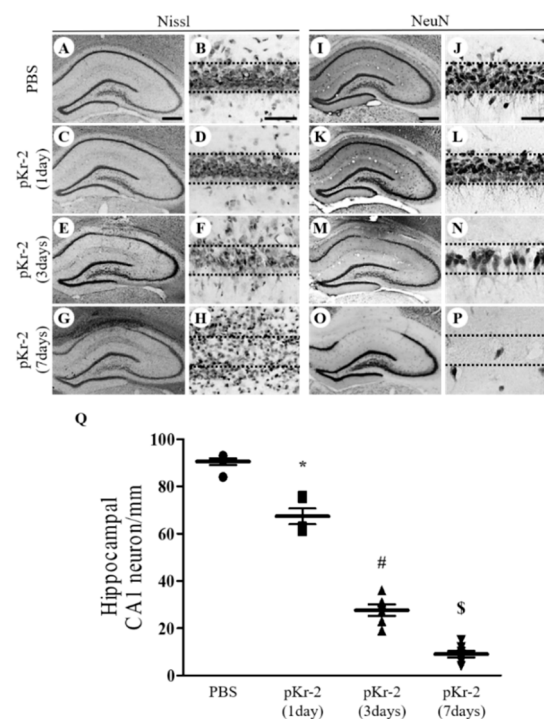 Nissl NeuN
PBS A B I J
pKr-2 (1day) C D K L
pKr-2 (3days) E F M N
pKr-2 (7days) G H O P
Q
Hippocampal
CA1 neuron/mm
100
80
60
40
20
0
*
#
$
PBS pKr-2 pKr-2 pKr-2
(1day) (3days) (7days)